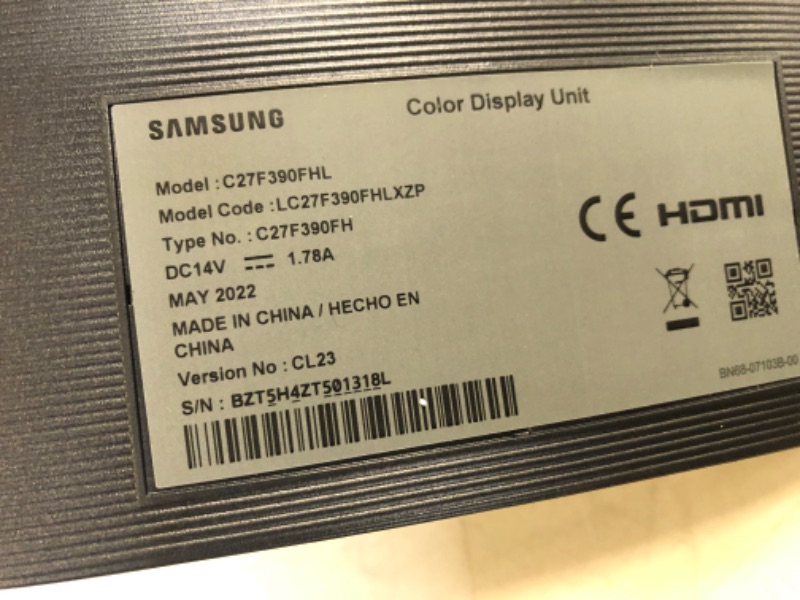 SAMSUNG
Color Display Unit
Model : C27F390FHL
Model Code : LC27F390FHLXZP
Type No. : C27F390FH
DC14V 1.78A
MAY 2022
MADE IN CHINA / HECHO EN
CHINA
Version No : CL23
S/N : BZT5H4ZT501318L
CE HDMI
BN68-07103B-00